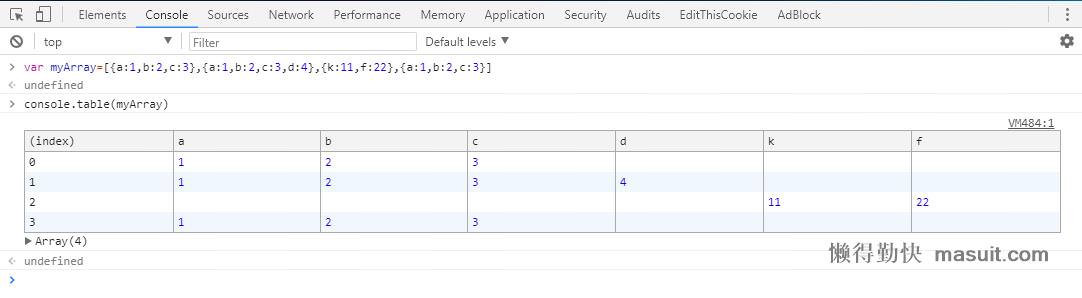 Elements Console Sources Network Performance Memory Application Security Audits EditThisCookie AdBlock
top Filter Default levels
var myArray=[{a:1,b:2,c:3},{a:1,b:2,c:3,d:4},{k:11,f:22},{a:1,b:2,c:3}]
undefined
console.table(myArray)
VM484:1
(index) a b c d k f
0 1 2 3
1 1 2 3 4
2 11 22
3 1 2 3
Array(4)
undefined
懒得勤快 masuit.com